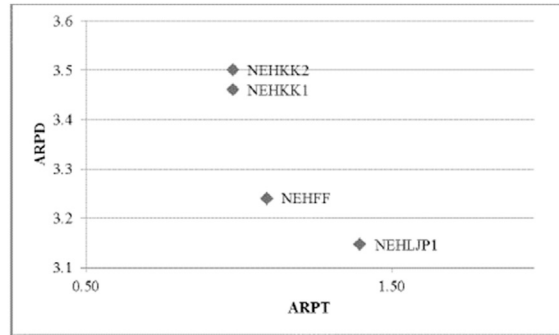 3.6
3.5
NEHKK2
NEHKK1
3.4
ARPD
3.3
NEHFF
3.2
NEHLJP1
3.1
0.50
1.50
ARPT